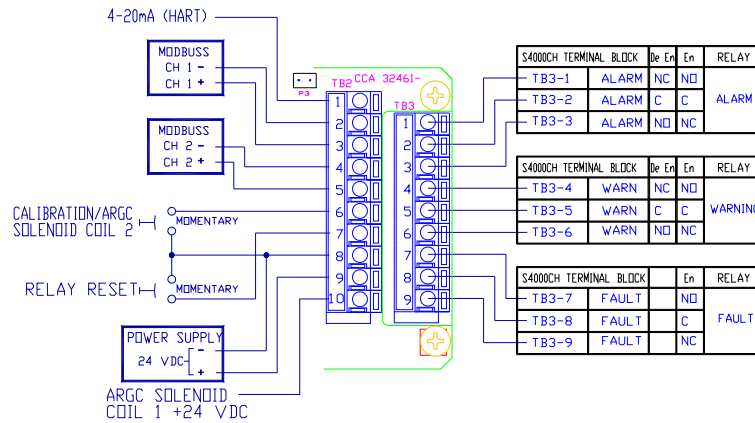 4-20mA (HART)
MODBUSS
CH 1 -
CH 1 +
MODBUSS
CH 2 -
CH 2 +
CALIBRATION/ARGC
SOLENOID COIL 2
MOMENTARY
RELAY RESET
MOMENTARY
POWER SUPPLY
24 VDC
-
+
ARGC SOLENOID
COIL 1 +24 VDC
P3
TB2
CCA 32461-
1
2
3
4
5
6
7
8
9
10
TB3
1
2
3
4
5
6
7
8
9
S4000CH TERMINAL BLOCK De En En RELAY
TB3-1 ALARM NC NO
TB3-2 ALARM C C ALARM
TB3-3 ALARM NO NC
S4000CH TERMINAL BLOCK De En En RELAY
TB3-4 WARN NC NO
TB3-5 WARN C C WARNING
TB3-6 WARN NO NC
S4000CH TERMINAL BLOCK En RELAY
TB3-7 FAULT NO
TB3-8 FAULT C FAULT
TB3-9 FAULT NC